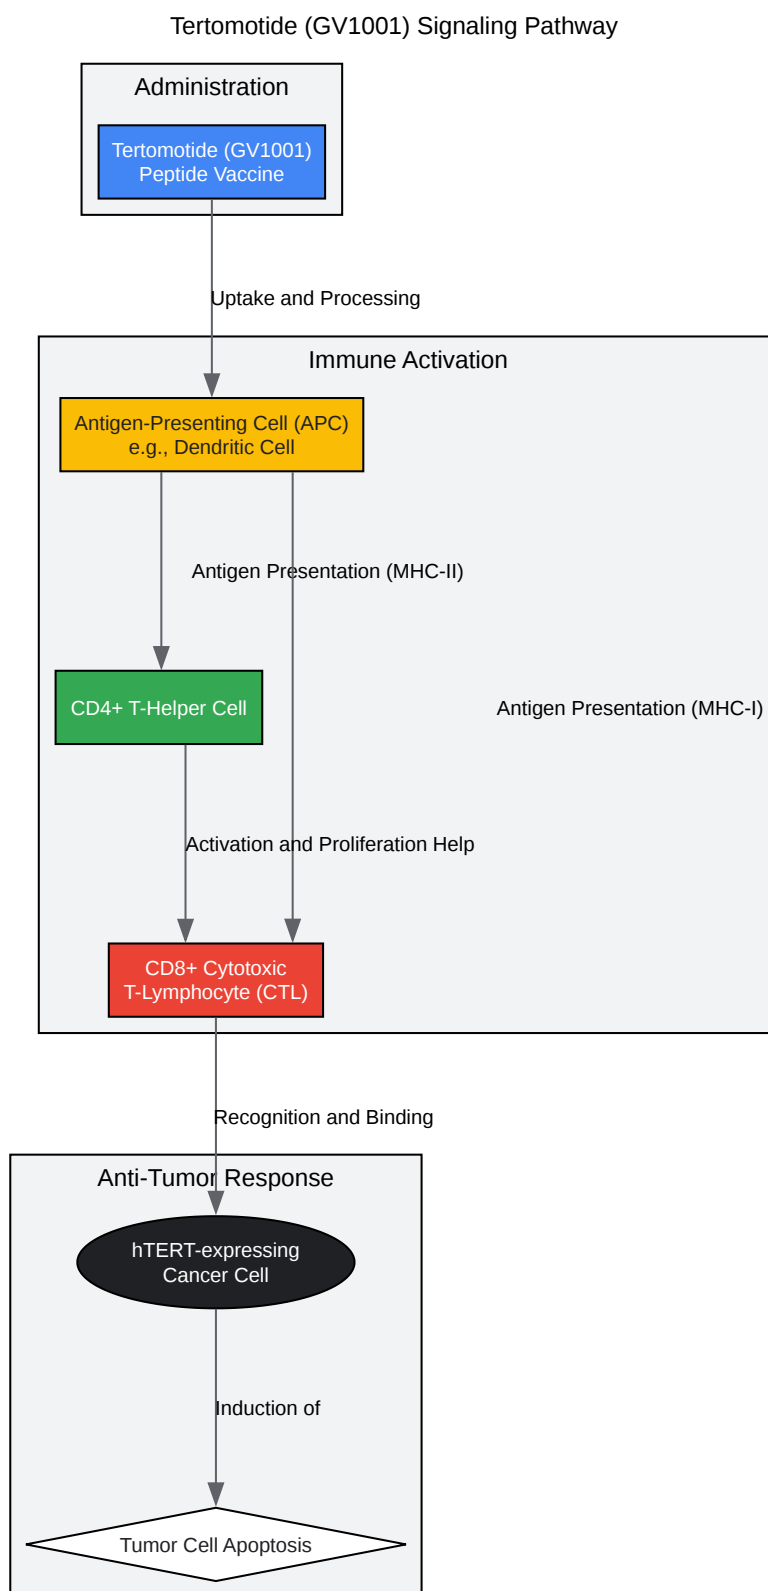 Tertomotide (GV1001) Signaling Pathway
Administration
Tertomotide (GV1001)
Peptide Vaccine
Uptake and Processing
Immune Activation
Antigen-Presenting Cell (APC)
e.g., Dendritic Cell
Antigen Presentation (MHC-II)
CD4+ T-Helper Cell
Antigen Presentation (MHC-I)
Activation and Proliferation Help
CD8+ Cytotoxic
T-Lymphocyte (CTL)
Recognition and Binding
Anti-Tumor Response
hTERT-expressing
Cancer Cell
Induction of
Tumor Cell Apoptosis